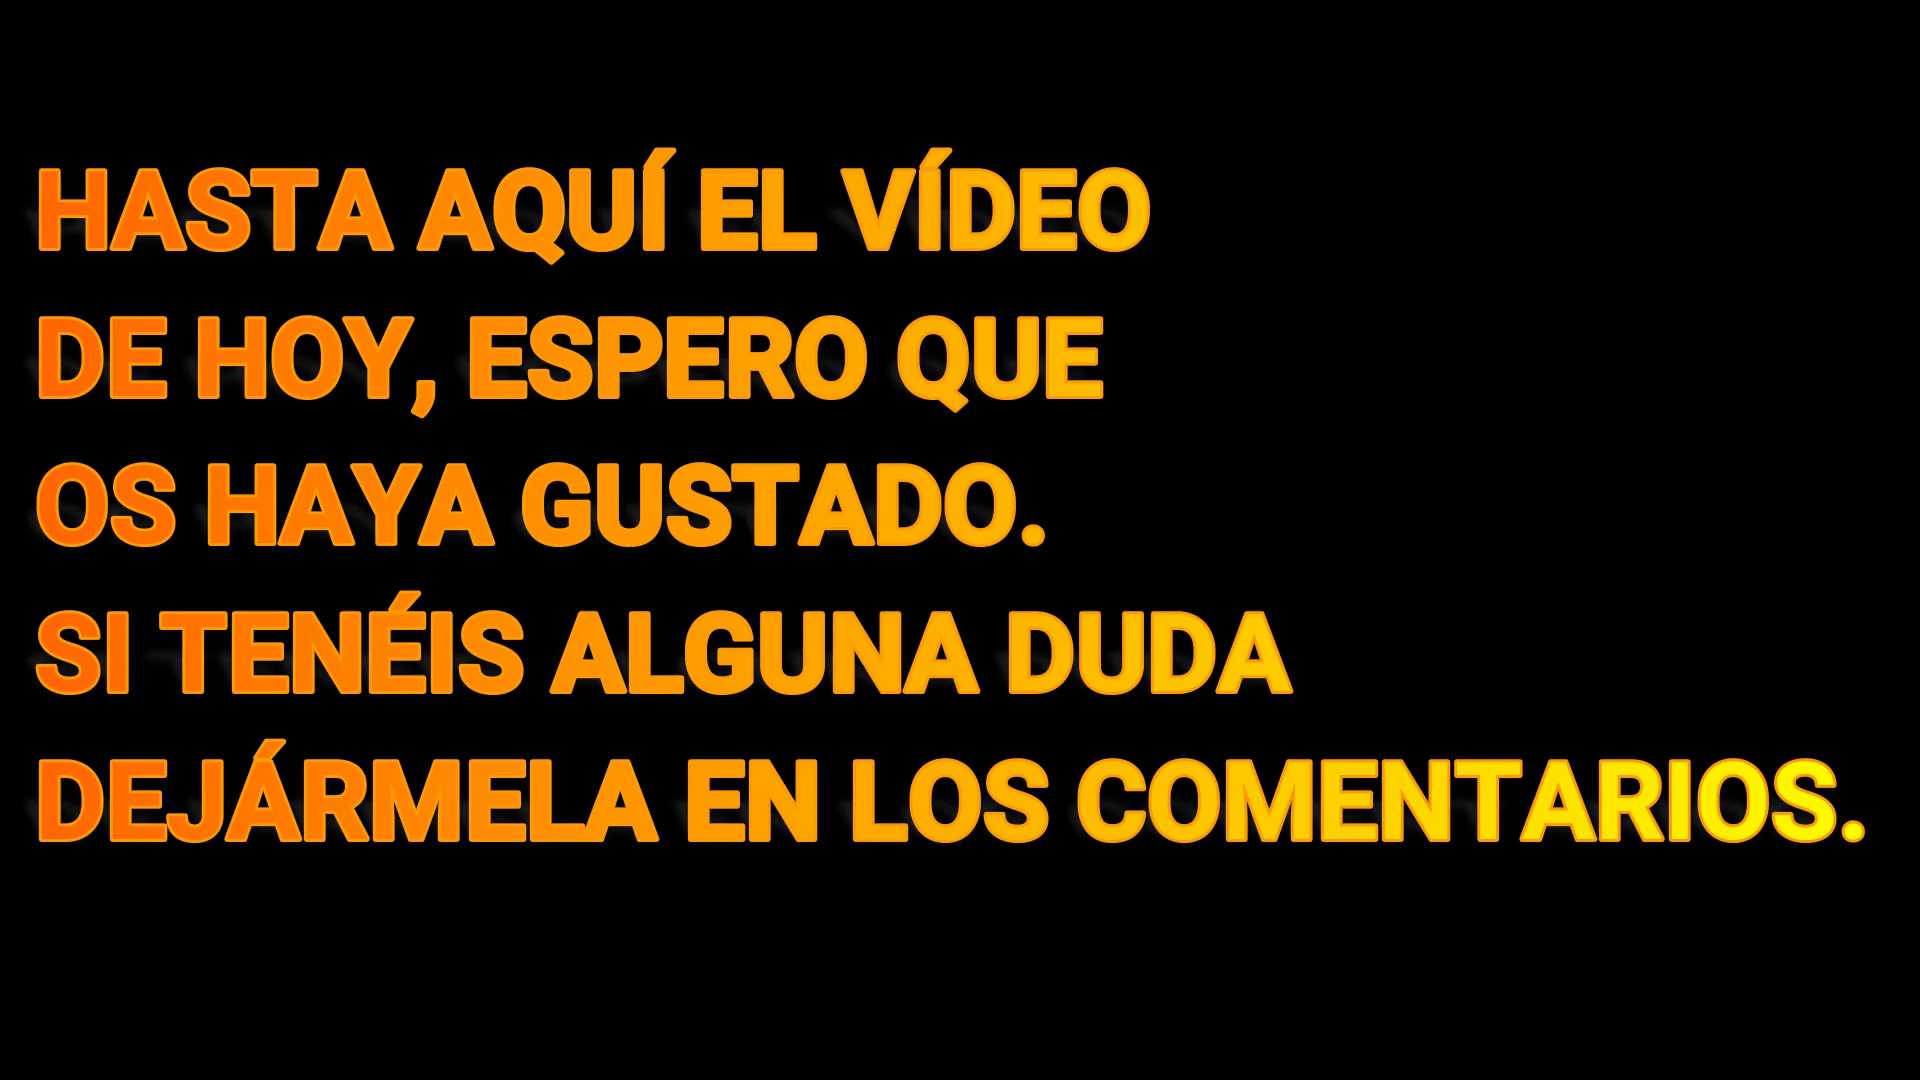 HASTA AQUÍ EL VÍDEO
DE HOY, ESPERO QUE
OS HAYA GUSTADO.
SI TENÉIS ALGUNA DUDA
DEJÁRMELA EN LOS COMENTARIOS.